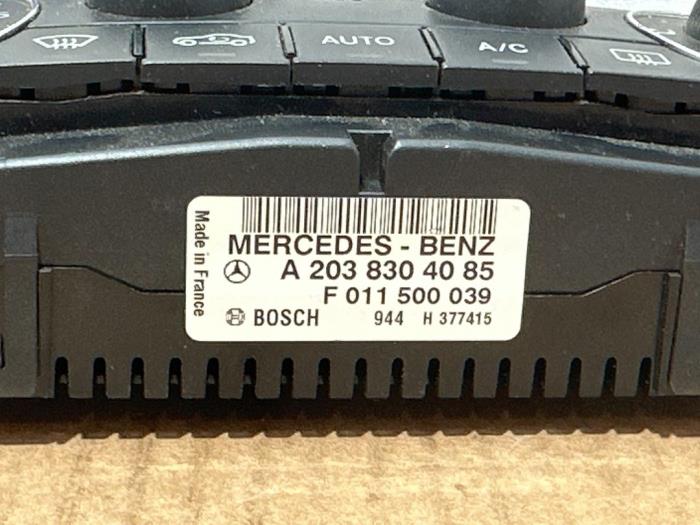 AUTO
A/C
Made in France
MERCEDES - BENZ
A 203 830 40 85
F 011 500 039
BOSCH 944 H 377415